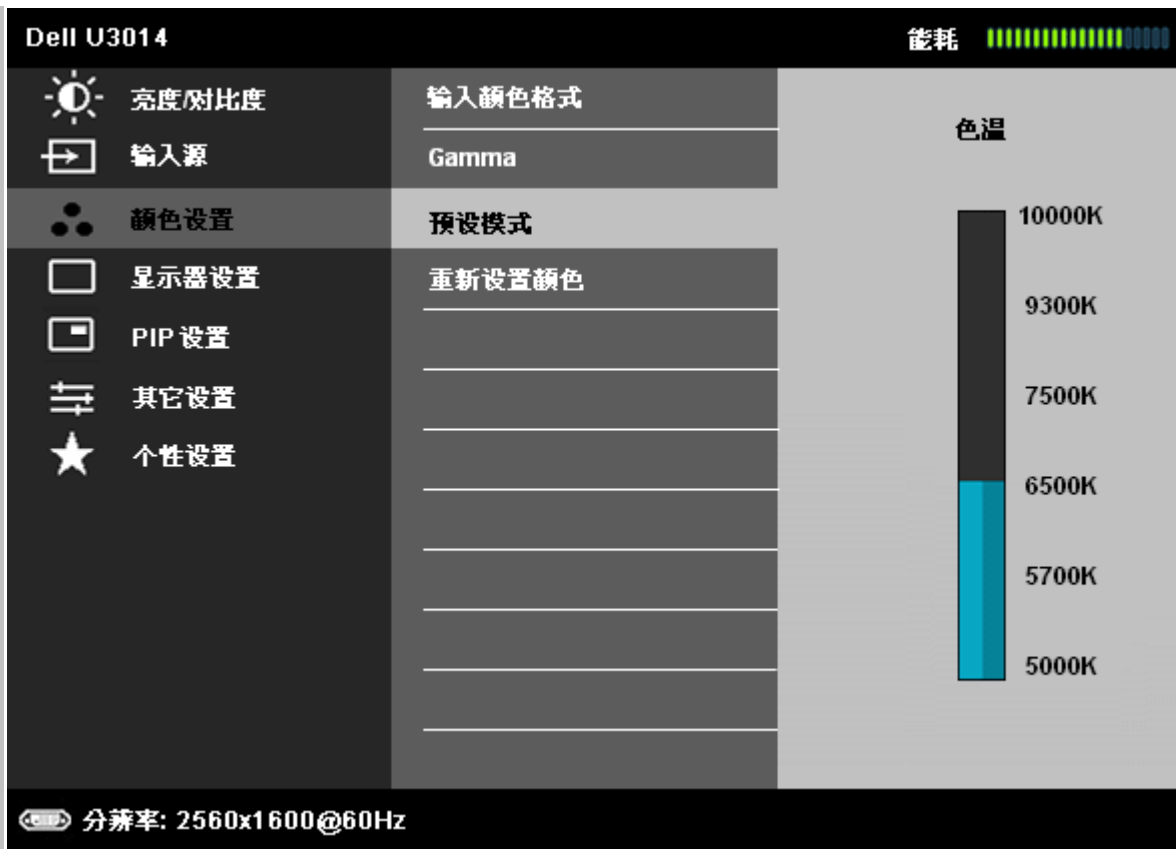 Dell U3014
能耗
亮度/对比度
输入源
颜色设置
显示器设置
PIP 设置
其它设置
个性设置
输入颜色格式
Gamma
预设模式
重新设置颜色
色温
10000K
9300K
7500K
6500K
5700K
5000K
分辨率: 2560x1600@60Hz